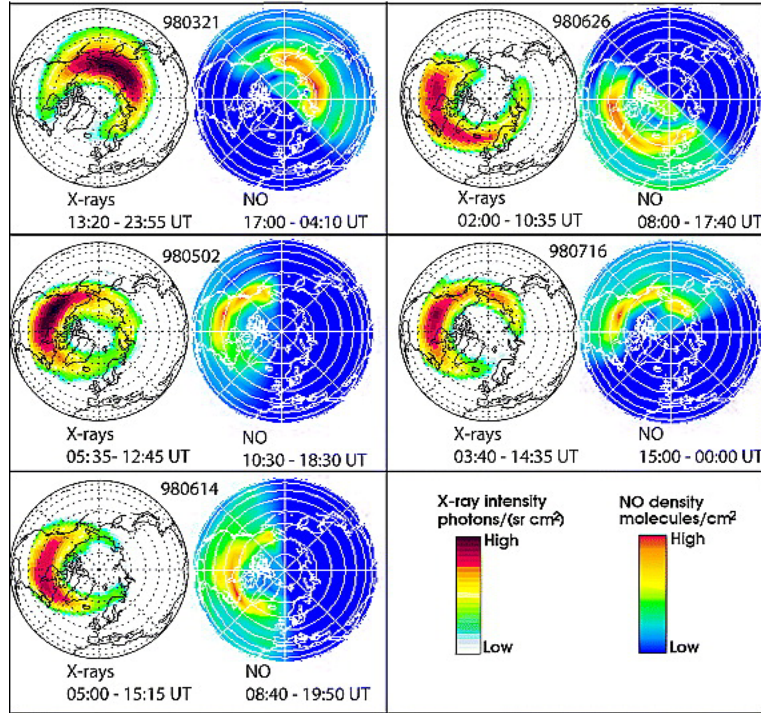 980321
X-rays
13:20 - 23:55 UT
NO
17:00 - 04:10 UT
980626
X-rays
02:00 - 10:35 UT
NO
08:00 - 17:40 UT
980502
X-rays
05:35- 12:45 UT
NO
10:30 - 18:30 UT
980716
X-rays
03:40 - 14:35 UT
NO
15:00 - 00:00 UT
980614
X-rays
05:00 - 15:15 UT
NO
08:40 - 19:50 UT
X-ray intensity
photons/(sr cm²)
High
Low
NO density
molecules/cm²
High
Low